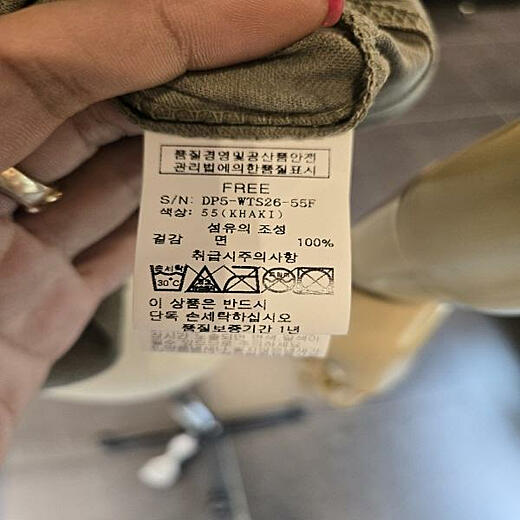 품질경영및공산품안전
관리법에의한품질표시
FREE
S/N: DP5-WTS26-55F
색상: 55(KHAKI)
섬유의 조성
겉감 면 100%
취급시주의사항
30°C
이 상품은 반드시
단독 손세탁하십시오
품질보증기간 1년